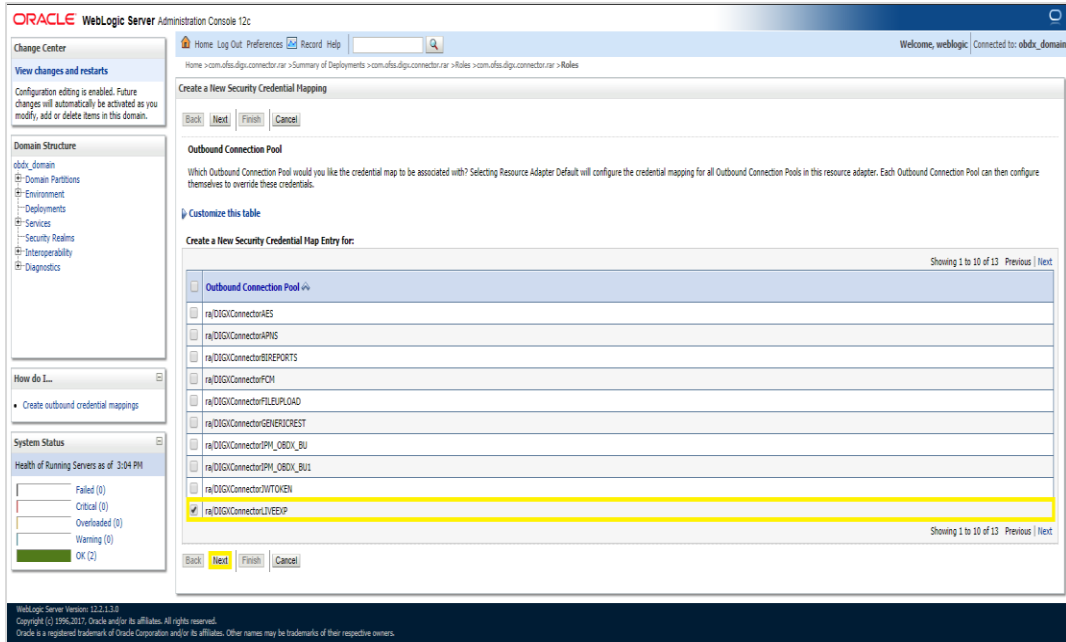 ORACLE WebLogic Server Administration Console 12c
Change Center
View changes and restarts
Configuration editing is enabled. Future
changes will automatically be activated as you
modify, add or delete items in this domain.
Domain Structure
obdx_domain
Domain Partitions
Environment
Deployments
Services
Security Realms
Interoperability
Diagnostics
How do I...
Create outbound credential mappings
System Status
Health of Running Servers as of 3:04 PM
Failed (0)
Critical (0)
Overloaded (0)
Warning (0)
OK (2)
Home Log Out Preferences Record Help
Welcome, weblogic Connected to: obdx_domain
Home >com.ofss.digx.connector.rar >Summary of Deployments >com.ofss.digx.connector.rar >Roles >com.ofss.digx.connector.rar >Roles
Create a New Security Credential Mapping
Back Next Finish Cancel
Outbound Connection Pool
Which Outbound Connection Pool would you like the credential map to be associated with? Selecting Resource Adapter Default will configure the credential mapping for all Outbound Connection Pools in this resource adapter. Each Outbound Connection Pool can then configure
themselves to override these credentials.
Customize this table
Create a New Security Credential Map Entry for:
Showing 1 to 10 of 13 Previous | Next
Outbound Connection Pool
ra/DIGXConnectorAES
ra/DIGXConnectorAPNS
ra/DIGXConnectorBIREPORTS
ra/DIGXConnectorFCM
ra/DIGXConnectorFILEUPLOAD
ra/DIGXConnectorGENERICREST
ra/DIGXConnectorIPM_OBDX_BU
ra/DIGXConnectorIPM_OBDX_BU1
ra/DIGXConnectorJWTOKEN
ra/DIGXConnectorLIVEEXP
Showing 1 to 10 of 13 Previous | Next
Back Next Finish Cancel
WebLogic Server Version: 12.2.1.3.0
Copyright (c) 1996,2017, Oracle and/or its affiliates. All rights reserved.
Oracle is a registered trademark of Oracle Corporation and/or its affiliates. Other names may be trademarks of their respective owners.